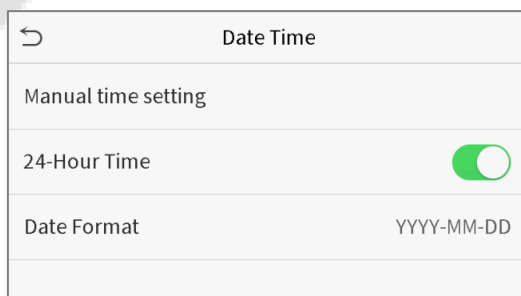 Date Time
Manual time setting
24-Hour Time
Date Format YYYY-MM-DD